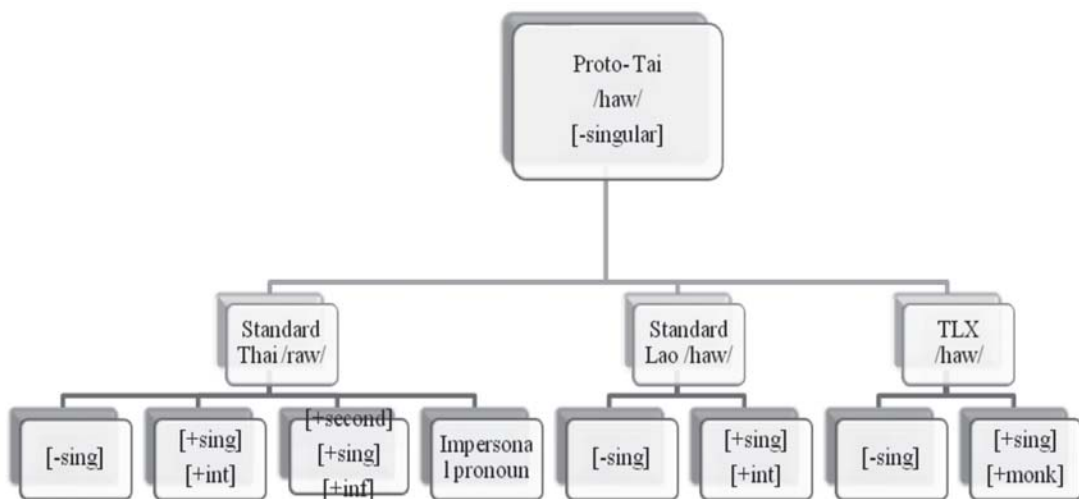 Proto-Tai
/haw/
[-singular]
Standard
Thai /raw/
Standard
Lao /haw/
TLX
/haw/
[-sing]
[+sing]
[+int]
[+second]
[+sing]
[+inf]
Impersona
l pronoun
[-sing]
[+sing]
[+int]
[-sing]
[+sing]
[+monk]